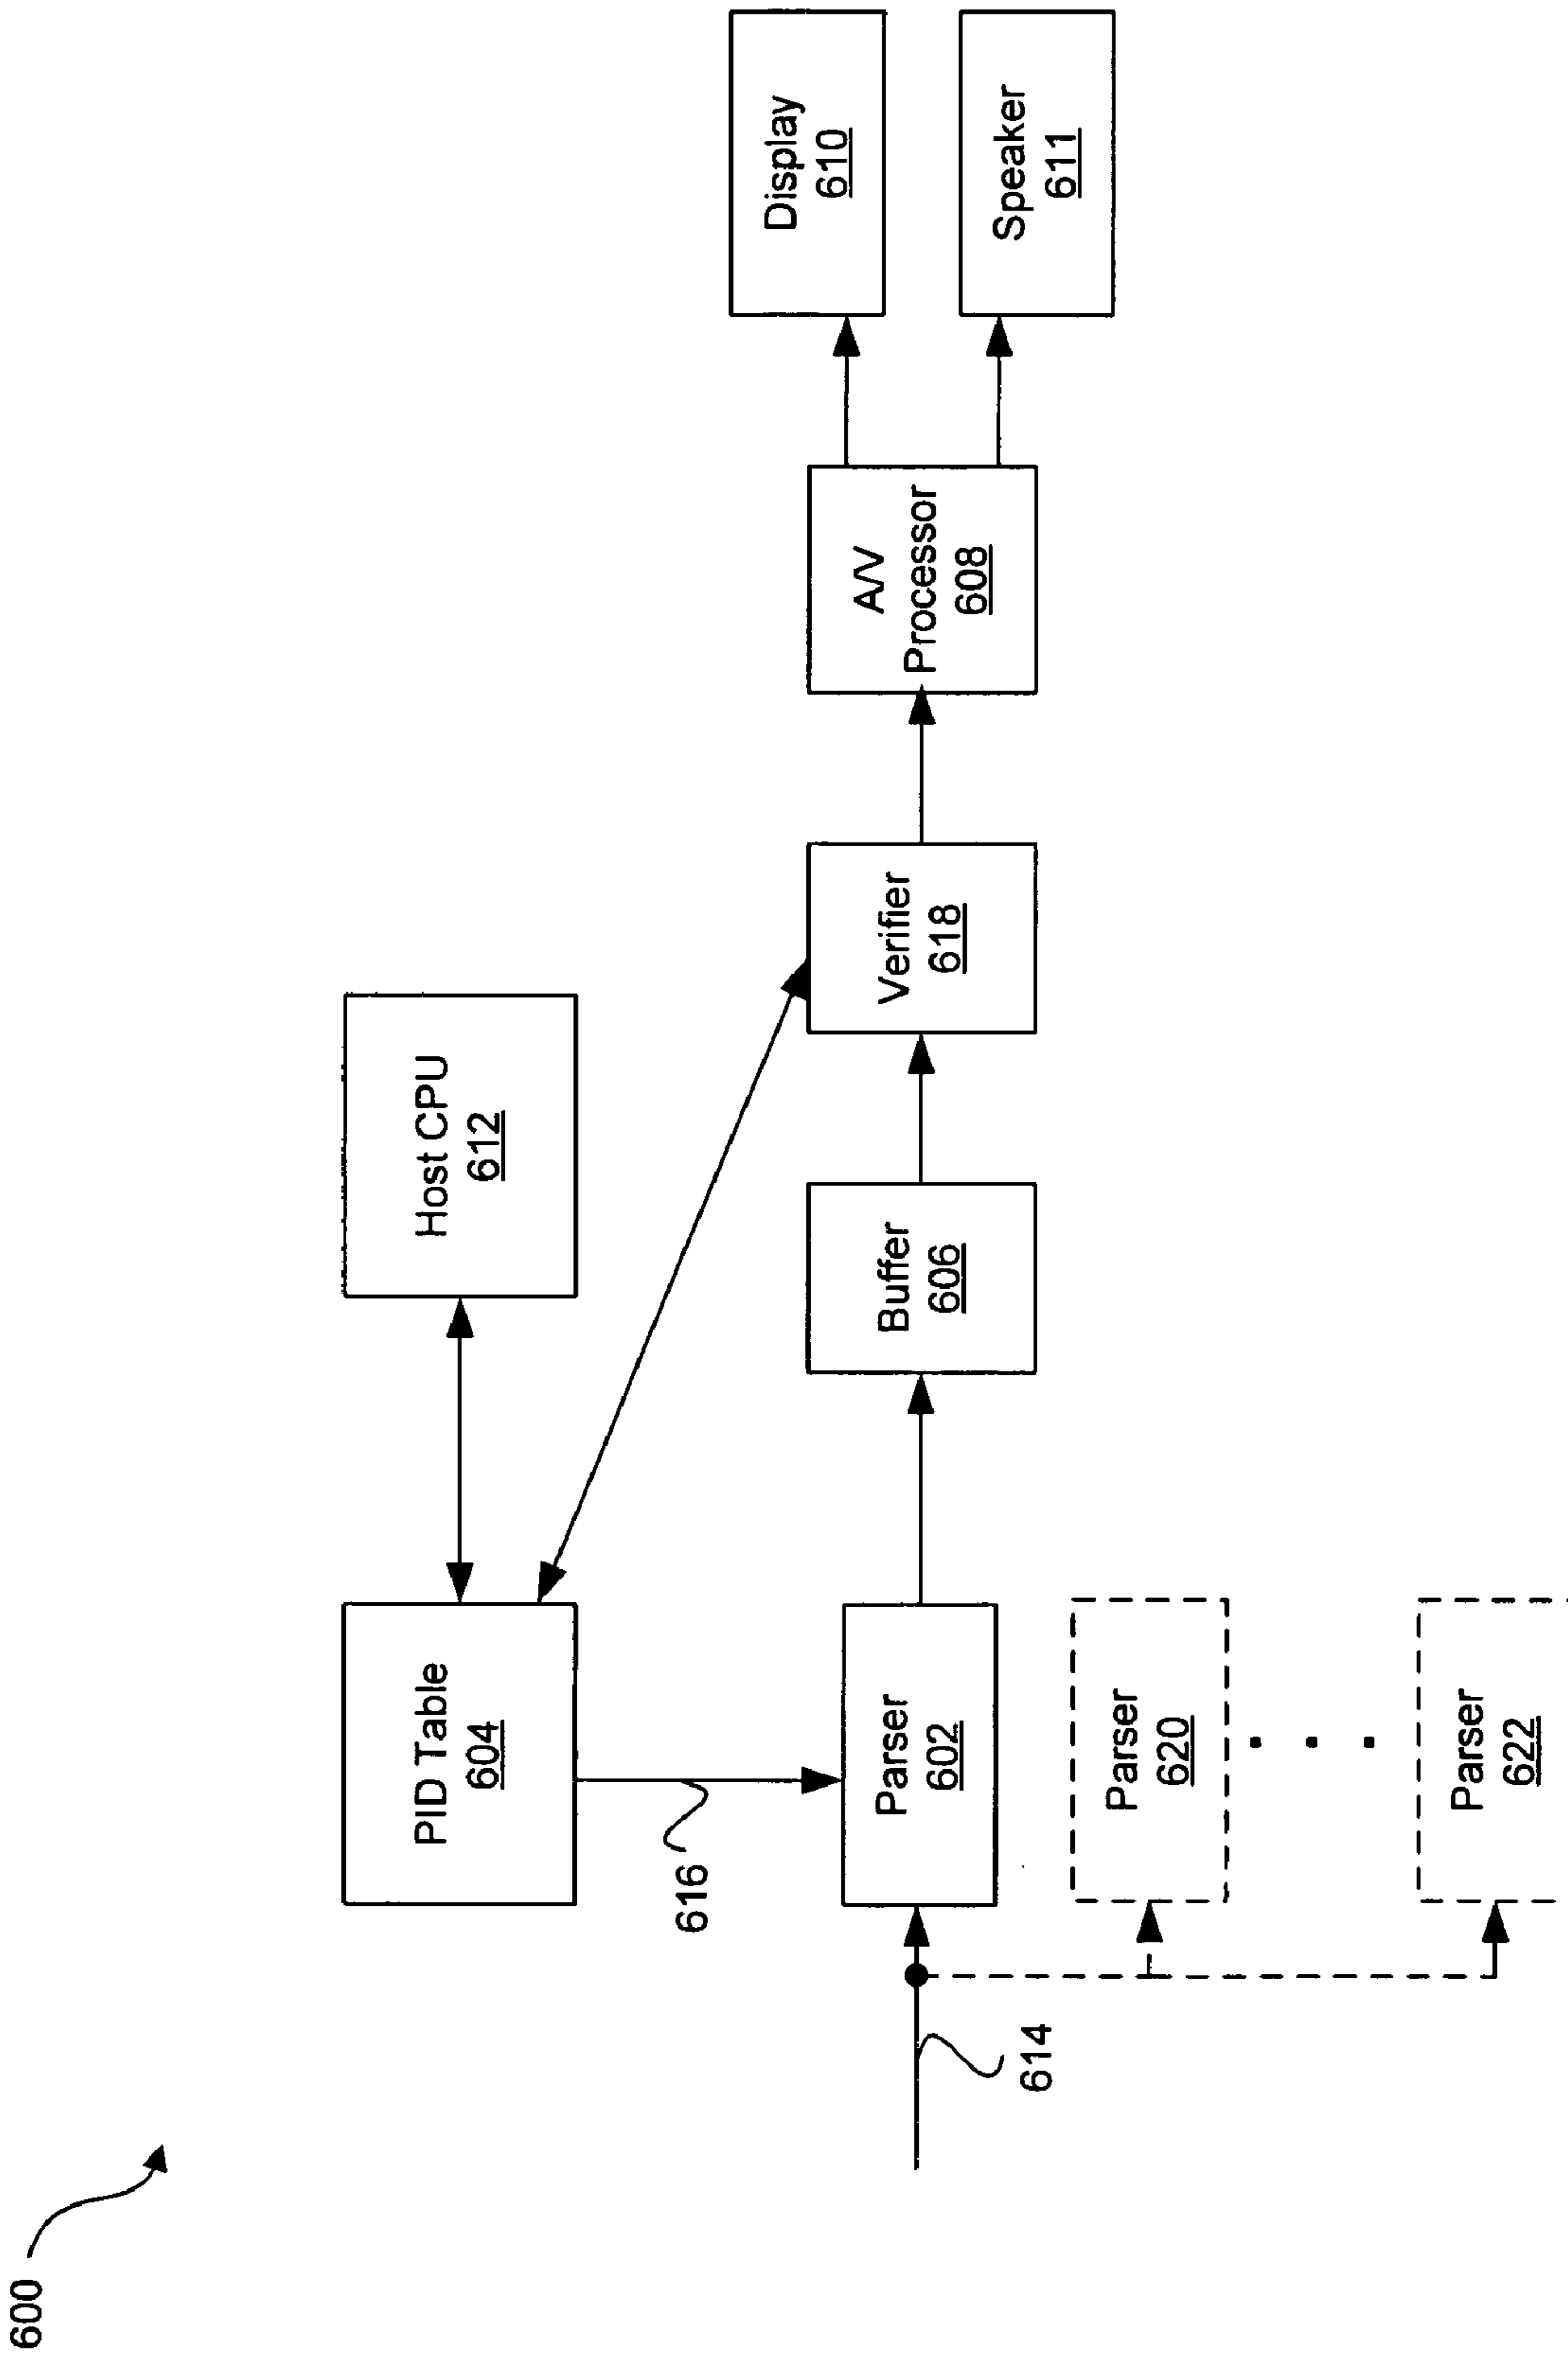 600
PID Table
604
Host CPU
612
616
614
Parser
602
Buffer
606
Verifier
618
A/V
Processor
608
Display
610
Speaker
611
Parser
620
Parser
622